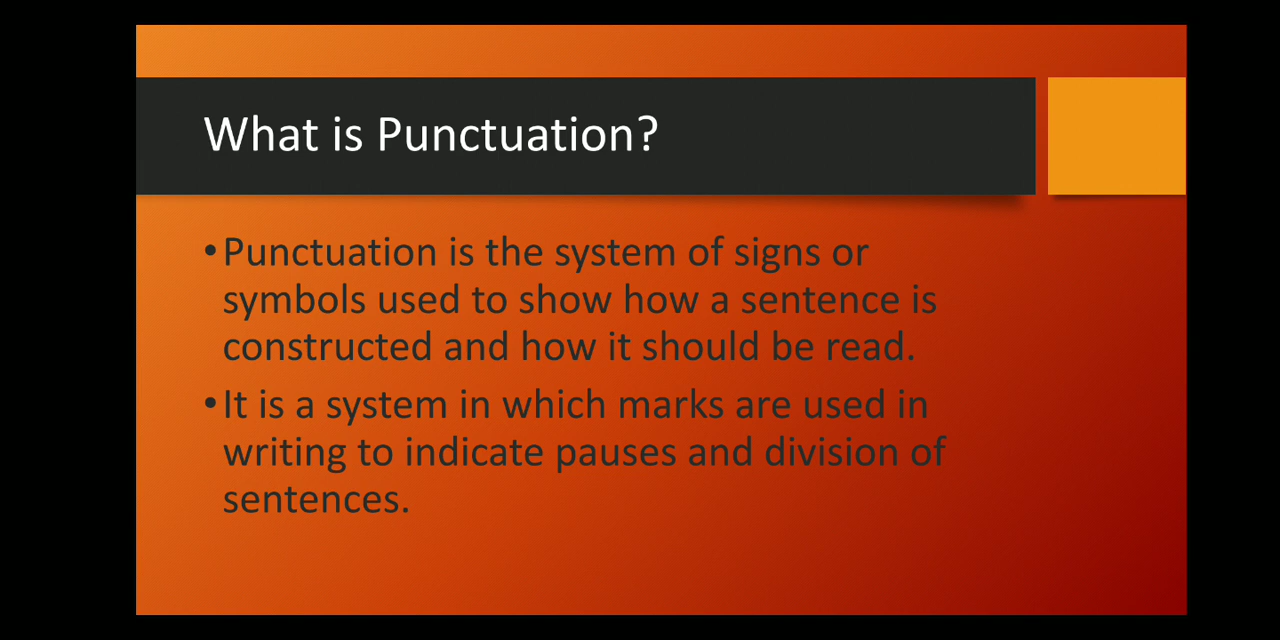 What is Punctuation?
•Punctuation is the system of signs or
symbols used to show how a sentence is
constructed and how it should be read.
•It is a system in which marks are used in
writing to indicate pauses and division of
sentences.